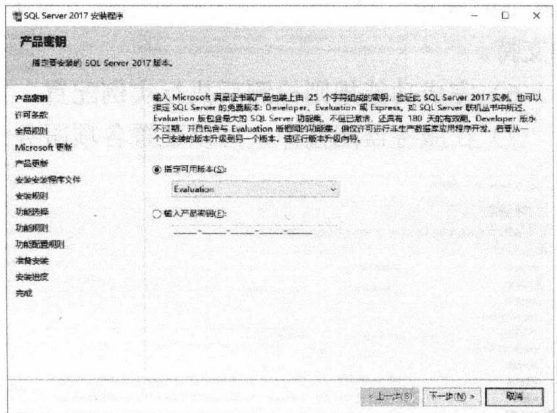 SQL Server 2017 安装程序
产品密钥
指定要安装的 SQL Server 2017 版本。
产品密钥
许可条款
全局规则
Microsoft 更新
产品更新
安装安装程序文件
安装规则
功能选择
功能规则
功能配置规则
准备安装
安装进度
完成
输入 Microsoft 真品证书或产品包装上由 25 个字符组成的密钥，验证此 SQL Server 2017 实例。也可以
指定 SQL Server 的免费版本: Developer、Evaluation 或 Express。如 SQL Server 联机丛书中所述，
Evaluation 版包含最大的 SQL Server 功能集，不但已激活，还具有 180 天的有效期。Developer 版永
不过期，并且包含与 Evaluation 版相同的功能集，但仅许可进行非生产数据库应用程序开发。若要从一
个已安装的版本升级到另一个版本，请运行版本升级向导。
指定可用版本(S):
Evaluation
输入产品密钥(E):
< 上一步(B)
下一步(N) >
取消